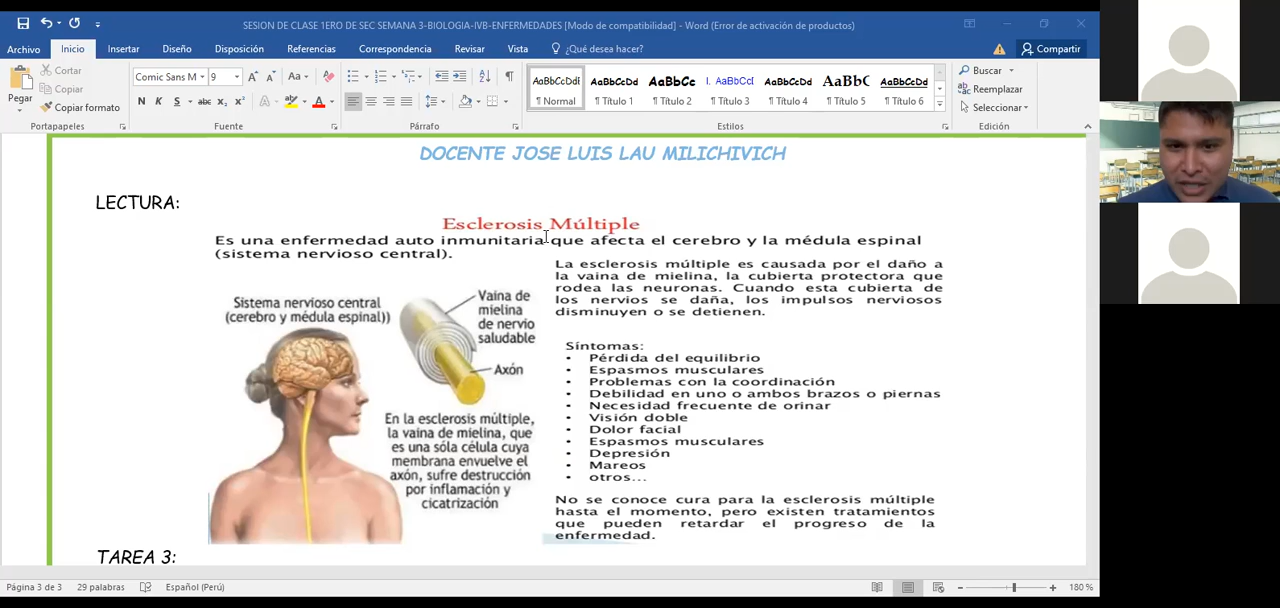 SESION DE CLASE 1ERO DE SEC SEMANA 3-BIOLOGIA-IVB-ENFERMEDADES [Modo de compatibilidad] - Word (Error de activación de productos)
Archivo Inicio Insertar Diseño Disposición Referencias Correspondencia Revisar Vista ¿Qué desea hacer? Compartir
Pegar
Cortar
Copiar
Copiar formato
Portapapeles
Comic Sans M 9
N K S abc x₂ x²
Fuente
Párrafo
AaBbCcDdI AaBbCcDd AaBbCc I. AaBbCcI AaBbCcDd AaBbC AaBbCcDd
¶ Normal ¶ Título 1 ¶ Título 2 ¶ Título 3 ¶ Título 4 ¶ Título 5 ¶ Título 6
Estilos
Buscar
Reemplazar
Seleccionar
Edición
DOCENTE JOSE LUIS LAU MILICHIVICH
LECTURA:
Esclerosis Múltiple
Es una enfermedad auto inmunitaria que afecta el cerebro y la médula espinal
(sistema nervioso central).
Sistema nervioso central
(cerebro y médula espinal))
Vaina de
mielina
de nervio
saludable
Axón
En la esclerosis múltiple,
la vaina de mielina, que
es una sóla célula cuya
membrana envuelve el
axón, sufre destrucción
por inflamación y
cicatrización
La esclerosis múltiple es causada por el daño a
la vaina de mielina, la cubierta protectora que
rodea las neuronas. Cuando esta cubierta de
los nervios se daña, los impulsos nerviosos
disminuyen o se detienen.
Síntomas:
• Pérdida del equilibrio
• Espasmos musculares
• Problemas con la coordinación
• Debilidad en uno o ambos brazos o piernas
• Necesidad frecuente de orinar
• Visión doble
• Dolor facial
• Espasmos musculares
• Depresión
• Mareos
• otros...
No se conoce cura para la esclerosis múltiple
hasta el momento, pero existen tratamientos
que pueden retardar el progreso de la
enfermedad.
TAREA 3:
Página 3 de 3 29 palabras Español (Perú) 180 %